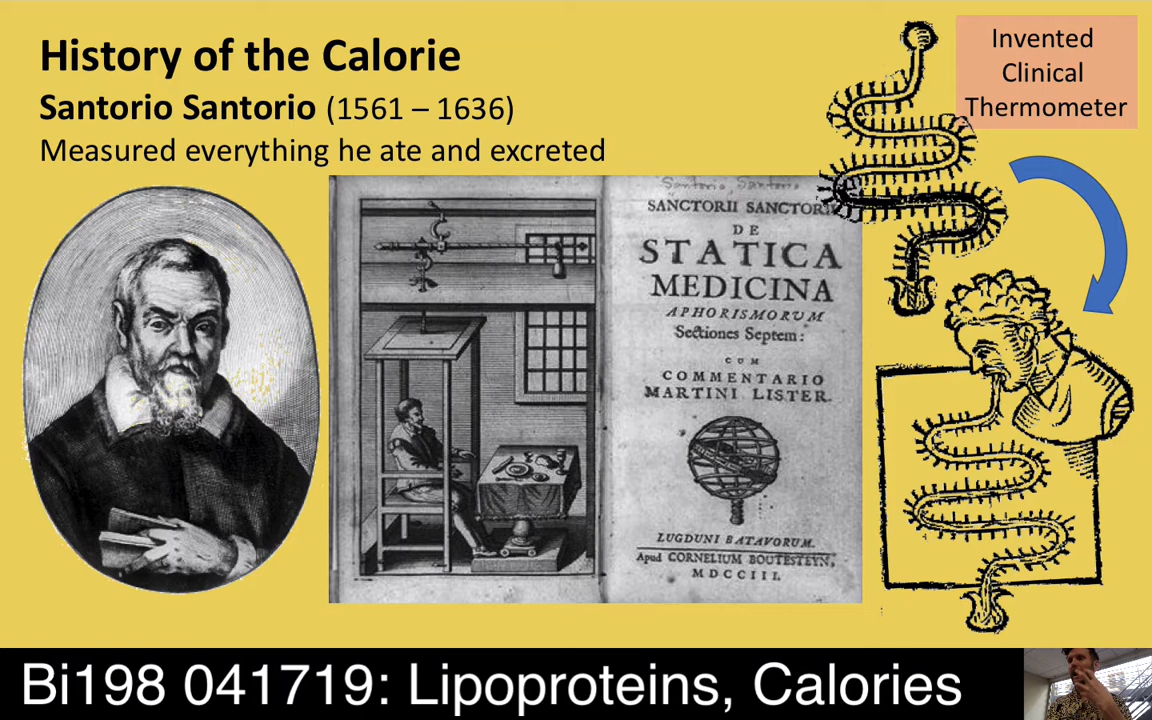 History of the Calorie
Santorio Santorio (1561 – 1636)
Measured everything he ate and excreted
Invented
Clinical
Thermometer
Santorio, Santorio
SANCTORII SANCTORII
DE
STATICA
MEDICINA
APHORISMORUM
Sectiones Septem:
CUM
COMMENTARIO
MARTINI LISTER.
LUGDUNI BATAVORUM.
Apud CORNELIUM BOUTESTEYN,
MDCCIII.
Bi198 041719: Lipoproteins, Calories